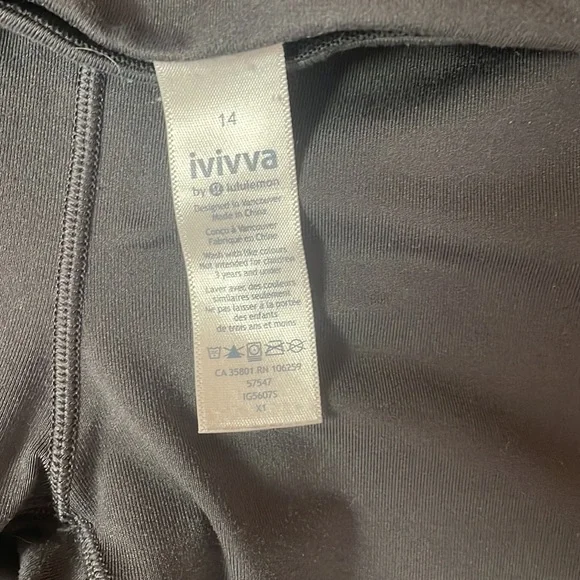 14
ivivva
by lululemon
Designed in Vancouver
Made in China
Conçu à Vancouver
Fabriqué en Chine
Wash with like colours
Not intended for children
3 years and under
Laver avec des couleurs
similaires seulement
Ne pas laisser à la portée
des enfants
de trois ans et moins
CA 35801 RN 106259
57547
IG5607S
X1